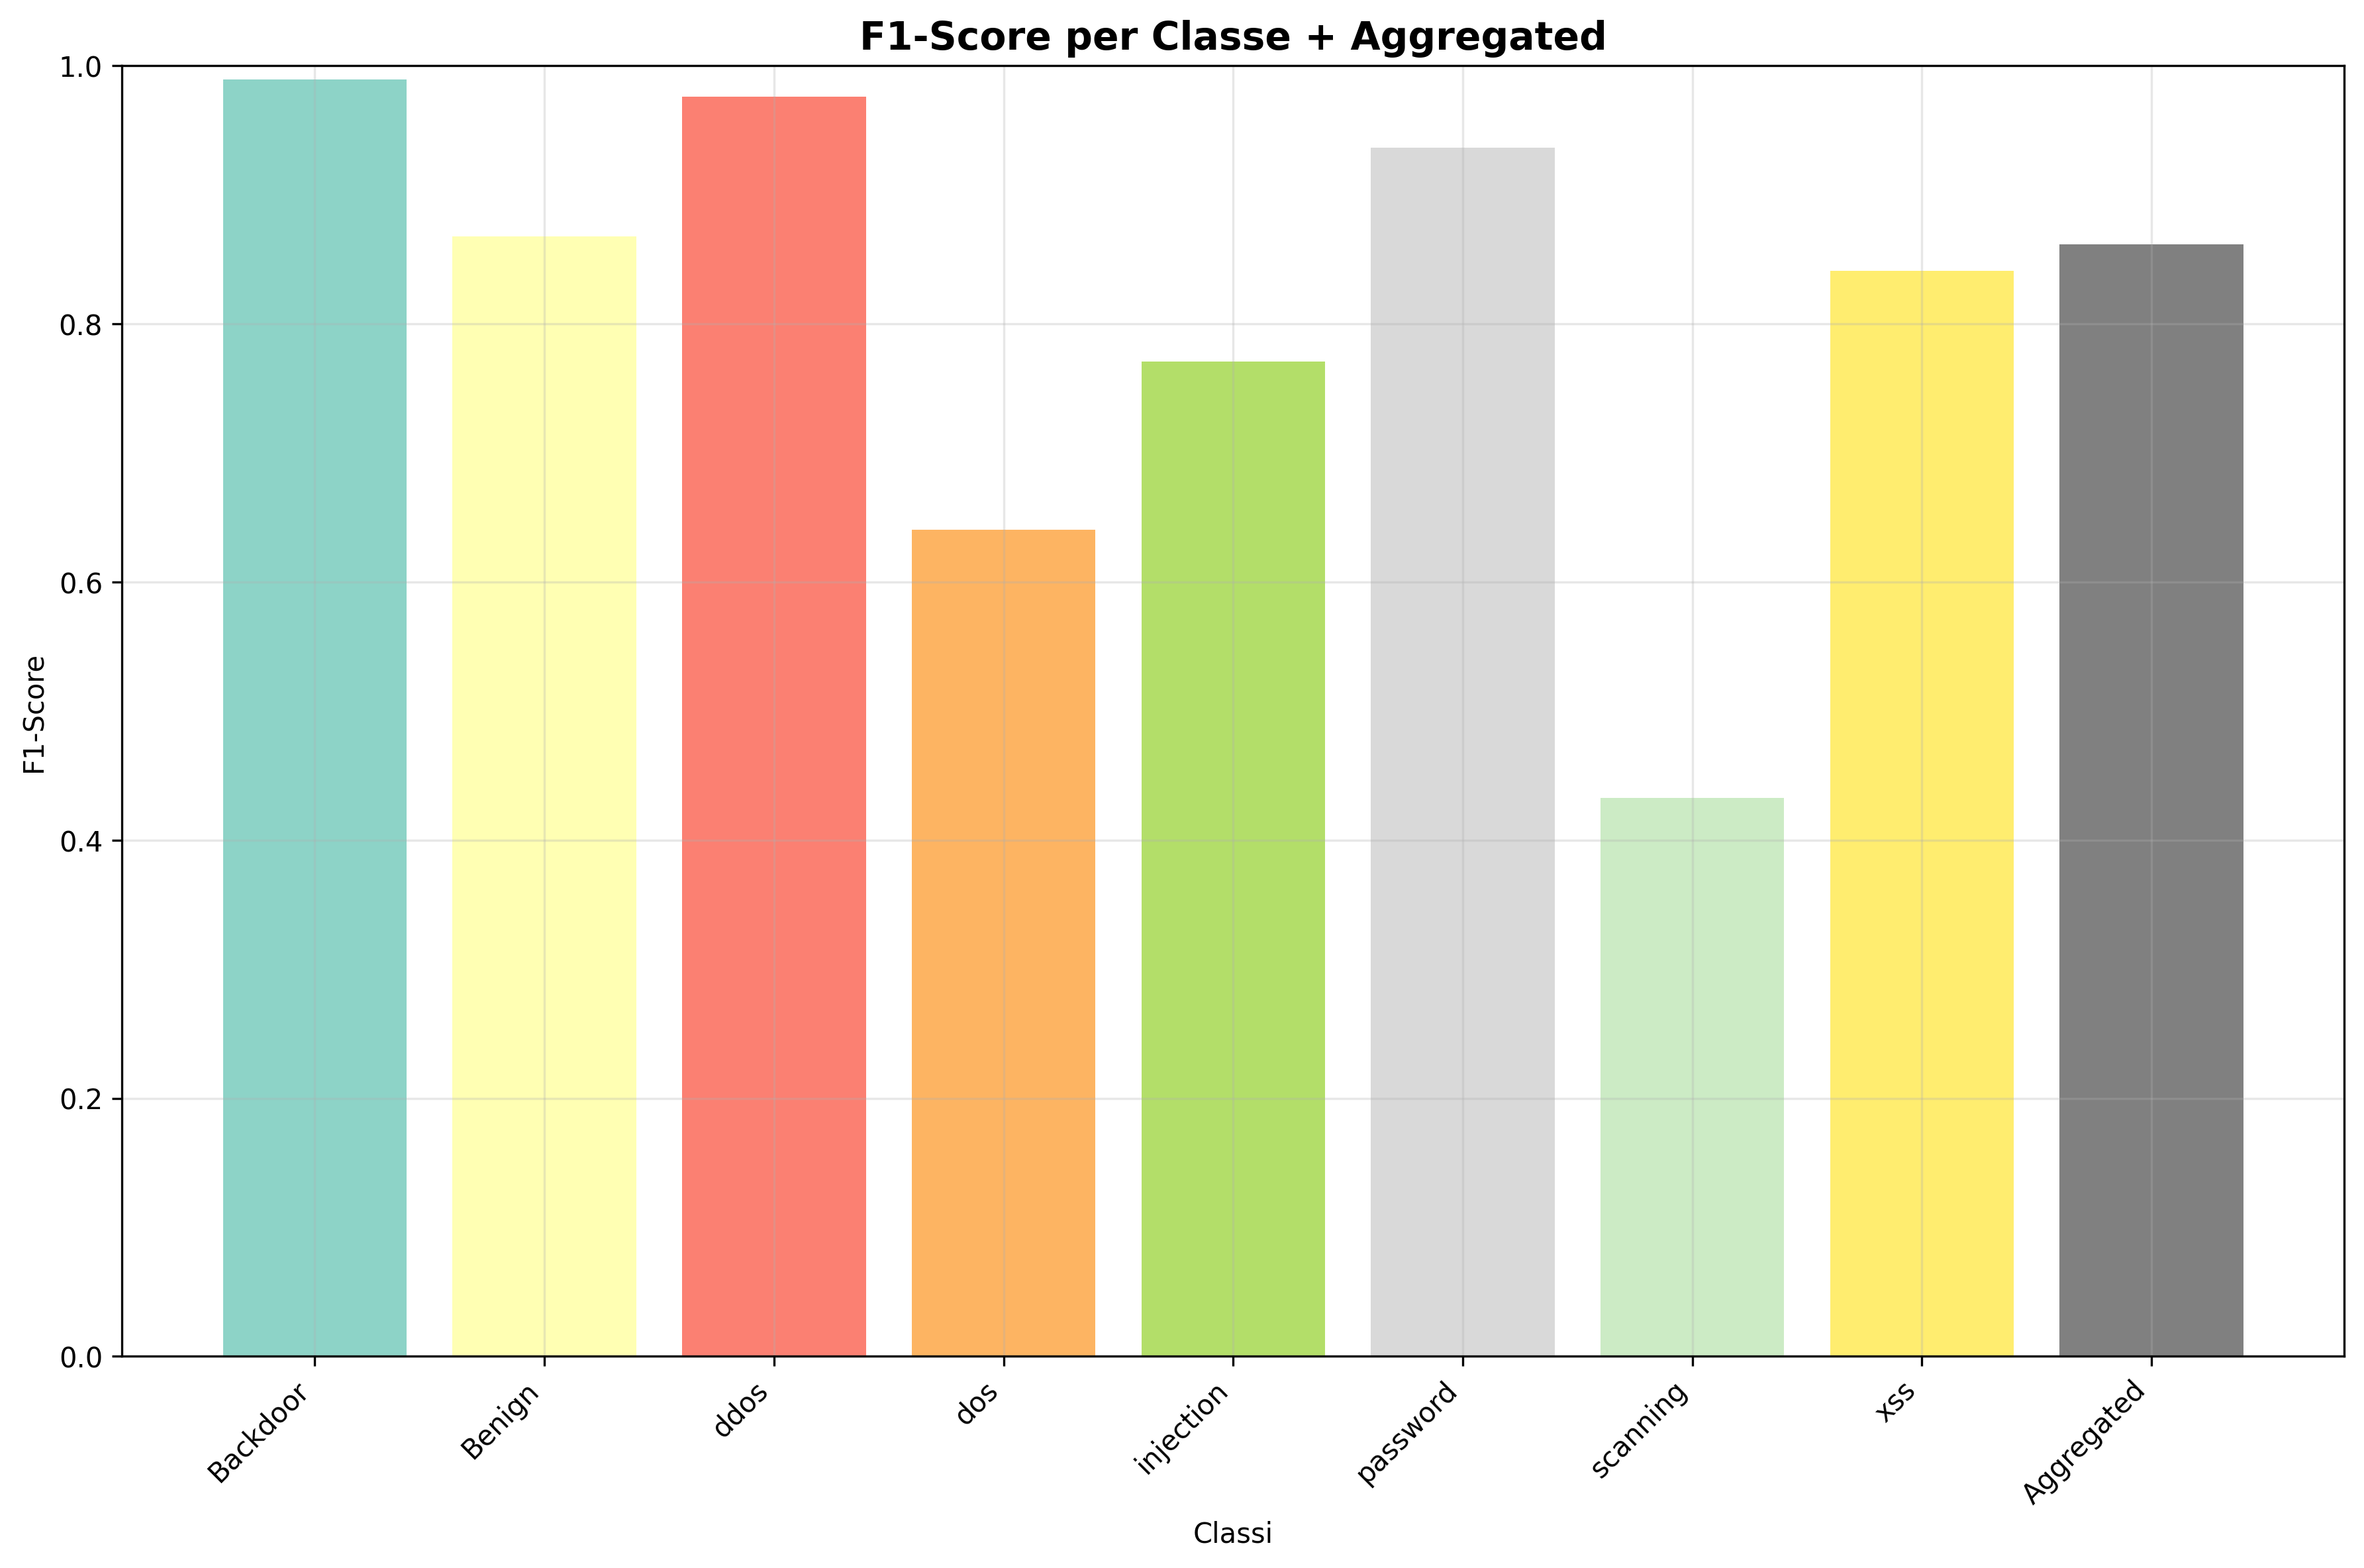 F1-Score per Classe + Aggregated
1.0
0.8
0.6
0.4
0.2
0.0
F1-Score
Backdoor
Benign
ddos
dos
injection
password
scanning
xss
Aggregated
Classi